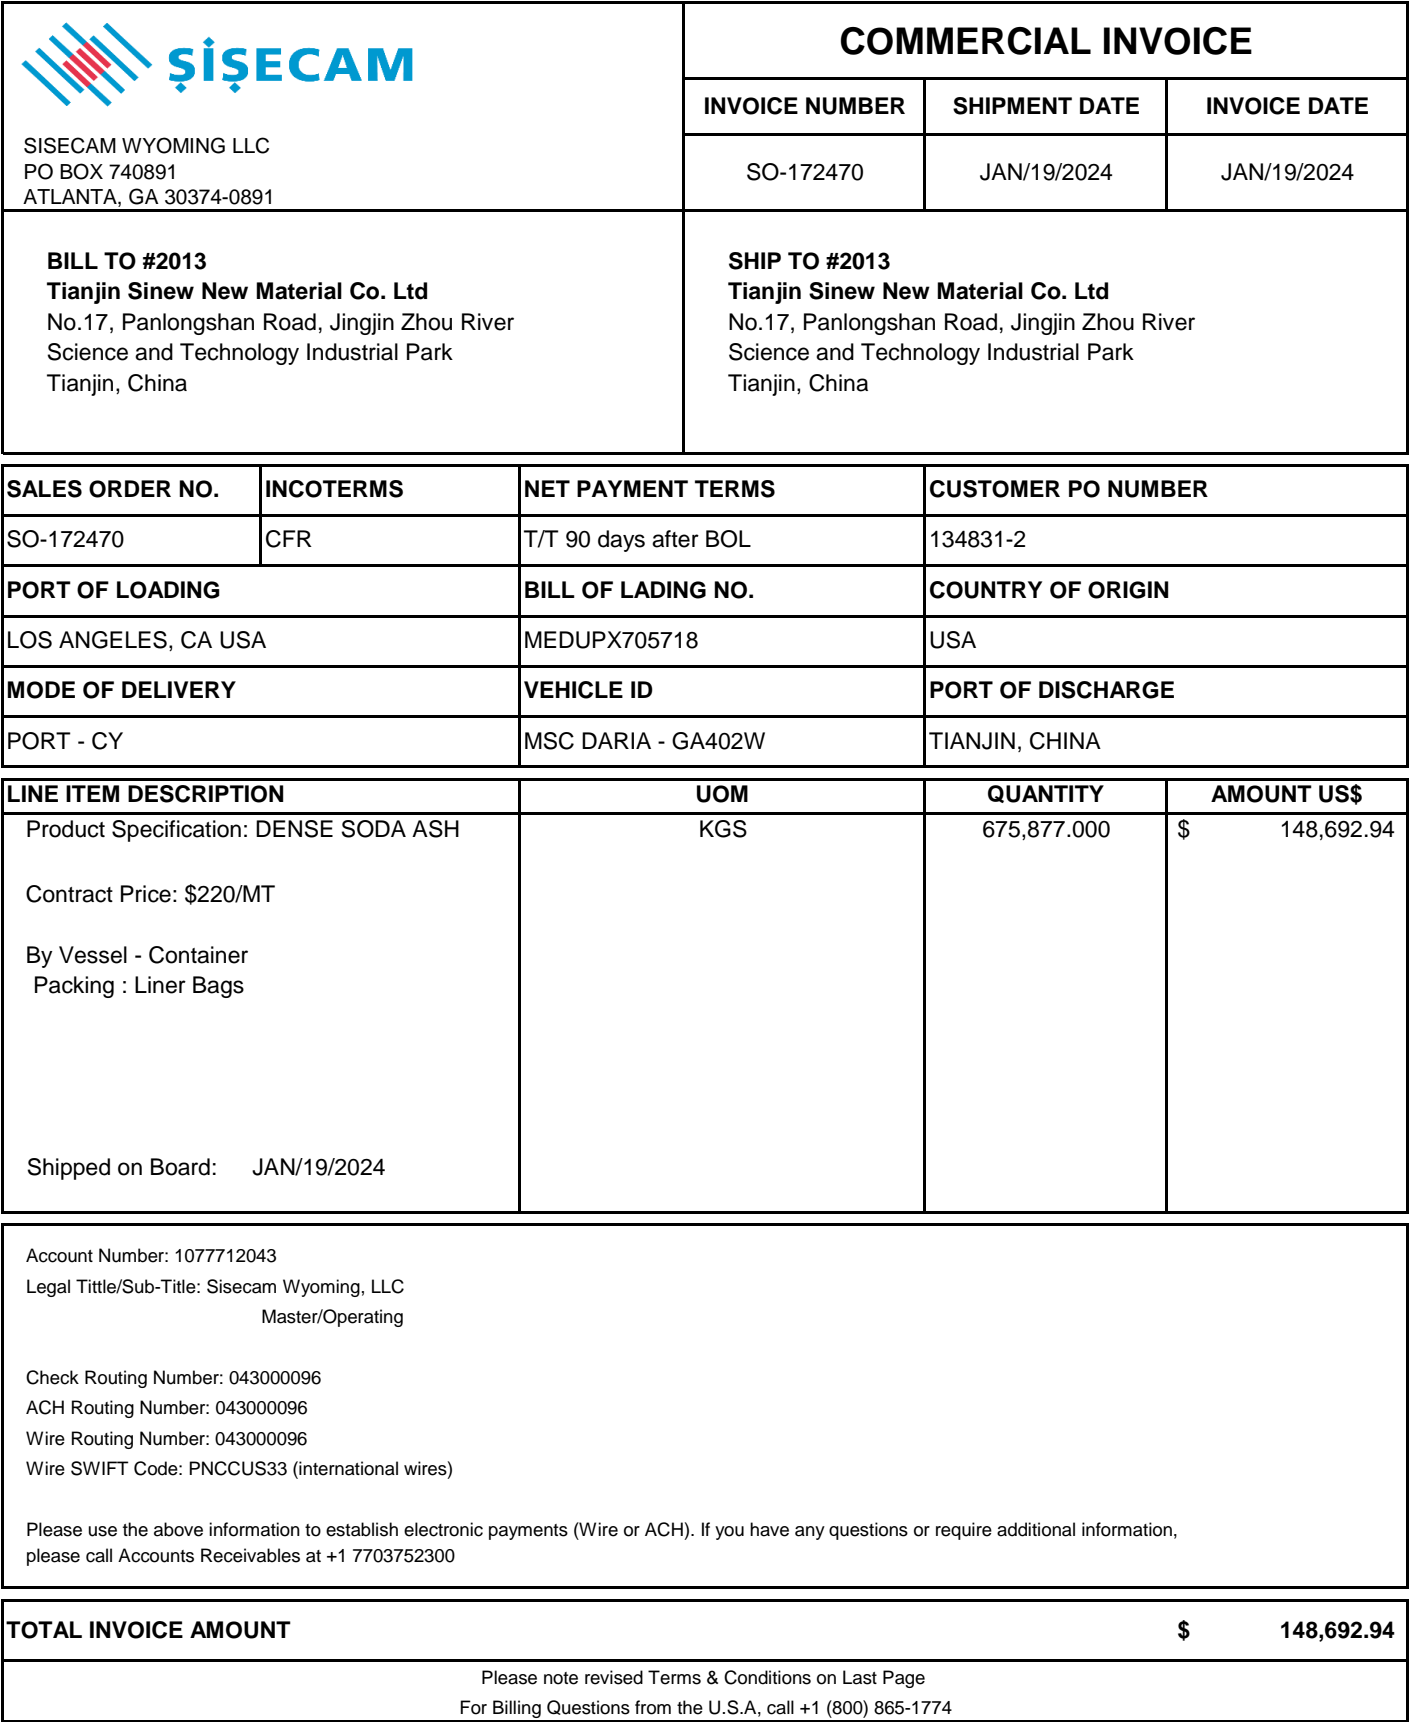 ŞİŞECAM
SISECAM WYOMING LLC
PO BOX 740891
ATLANTA, GA 30374-0891
COMMERCIAL INVOICE
INVOICE NUMBER SHIPMENT DATE INVOICE DATE
SO-172470 JAN/19/2024 JAN/19/2024
BILL TO #2013
Tianjin Sinew New Material Co. Ltd
No.17, Panlongshan Road, Jingjin Zhou River
Science and Technology Industrial Park
Tianjin, China
SHIP TO #2013
Tianjin Sinew New Material Co. Ltd
No.17, Panlongshan Road, Jingjin Zhou River
Science and Technology Industrial Park
Tianjin, China
SALES ORDER NO. INCOTERMS NET PAYMENT TERMS CUSTOMER PO NUMBER
SO-172470 CFR T/T 90 days after BOL 134831-2
PORT OF LOADING BILL OF LADING NO. COUNTRY OF ORIGIN
LOS ANGELES, CA USA MEDUPX705718 USA
MODE OF DELIVERY VEHICLE ID PORT OF DISCHARGE
PORT - CY MSC DARIA - GA402W TIANJIN, CHINA
LINE ITEM DESCRIPTION UOM QUANTITY AMOUNT US$
Product Specification: DENSE SODA ASH KGS 675,877.000 $ 148,692.94
Contract Price: $220/MT
By Vessel - Container
Packing : Liner Bags
Shipped on Board: JAN/19/2024
Account Number: 1077712043
Legal Tittle/Sub-Title: Sisecam Wyoming, LLC
Master/Operating
Check Routing Number: 043000096
ACH Routing Number: 043000096
Wire Routing Number: 043000096
Wire SWIFT Code: PNCCUS33 (international wires)
Please use the above information to establish electronic payments (Wire or ACH). If you have any questions or require additional information,
please call Accounts Receivables at +1 7703752300
TOTAL INVOICE AMOUNT $ 148,692.94
Please note revised Terms & Conditions on Last Page
For Billing Questions from the U.S.A, call +1 (800) 865-1774